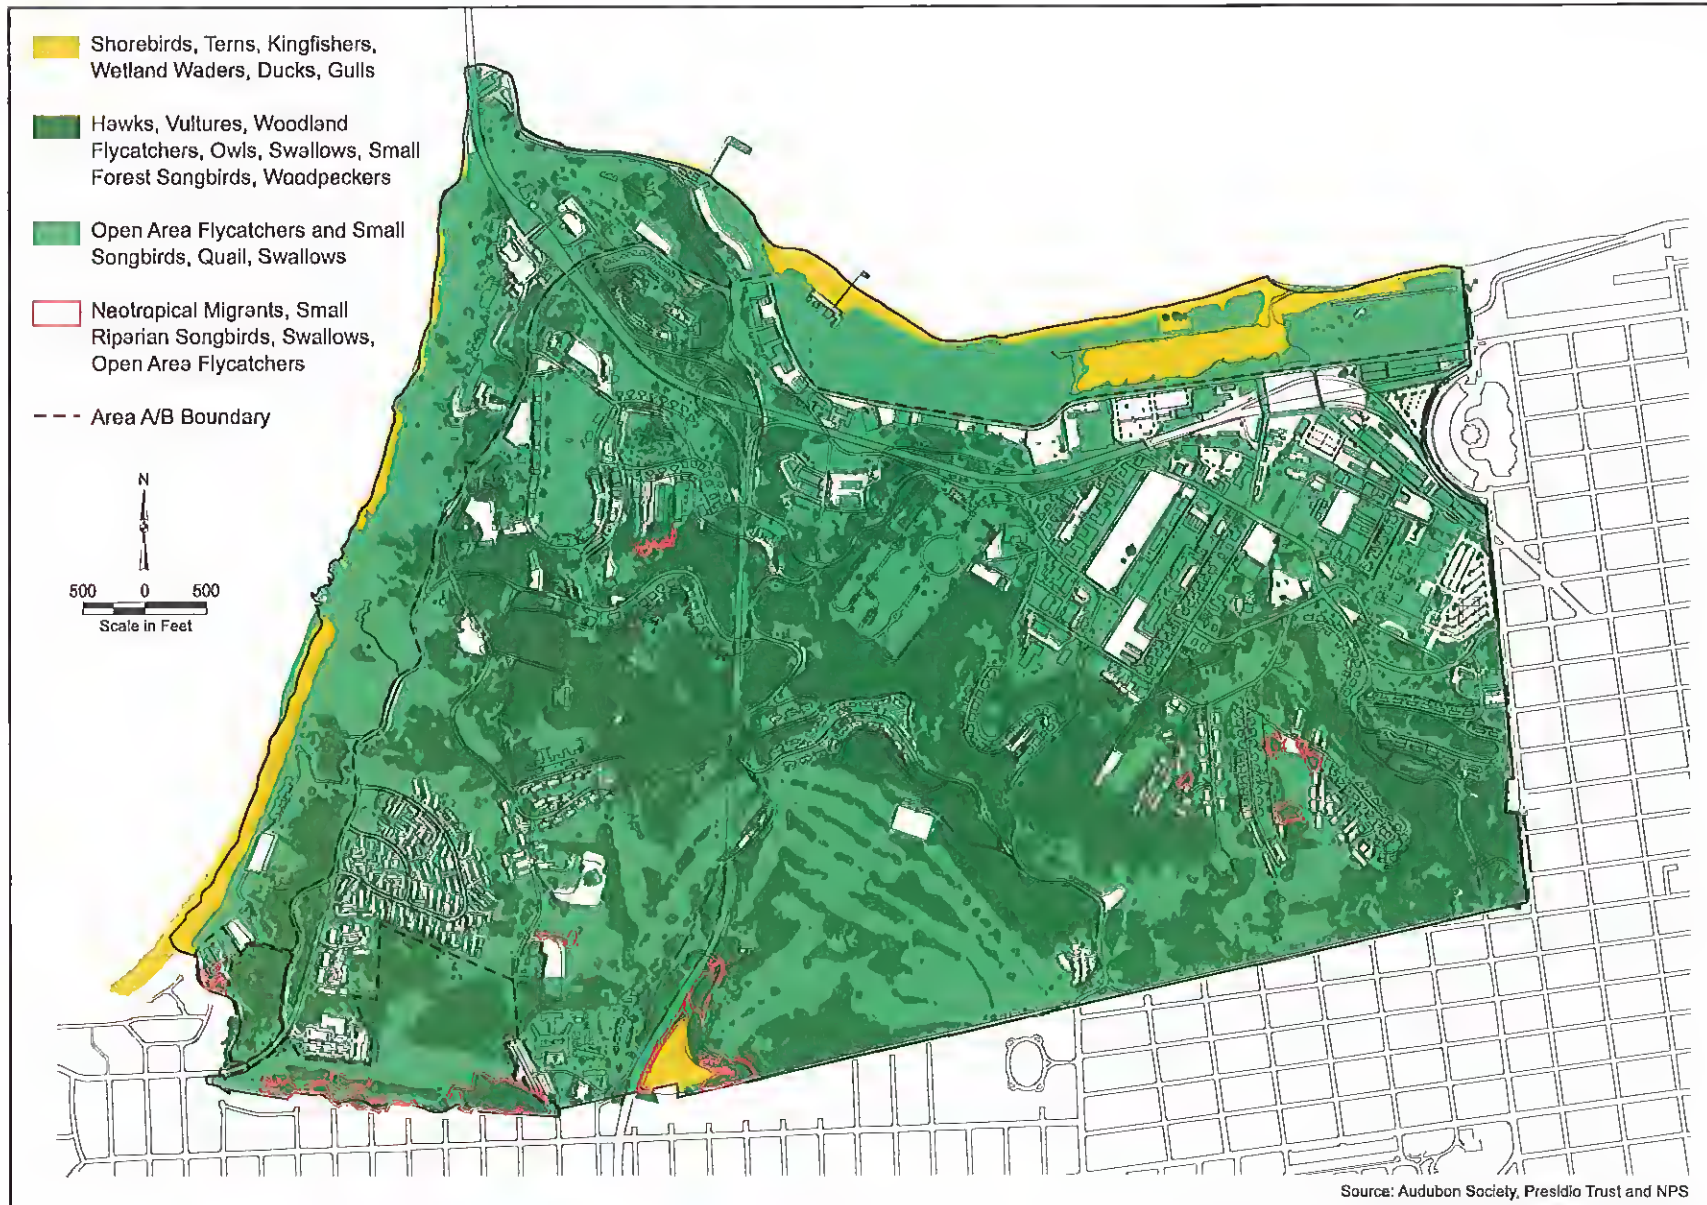 Shorebirds, Terns, Kingfishers,
Wetland Waders, Ducks, Gulls
Hawks, Vultures, Woodland
Flycatchers, Owls, Swallows, Small
Forest Songbirds, Woodpeckers
Open Area Flycatchers and Small
Songbirds, Quail, Swallows
Neotropical Migrants, Small
Riparian Songbirds, Swallows,
Open Area Flycatchers
Area A/B Boundary
N
500 0 500
Scale in Feet
Source: Audubon Society, Presidio Trust and NPS